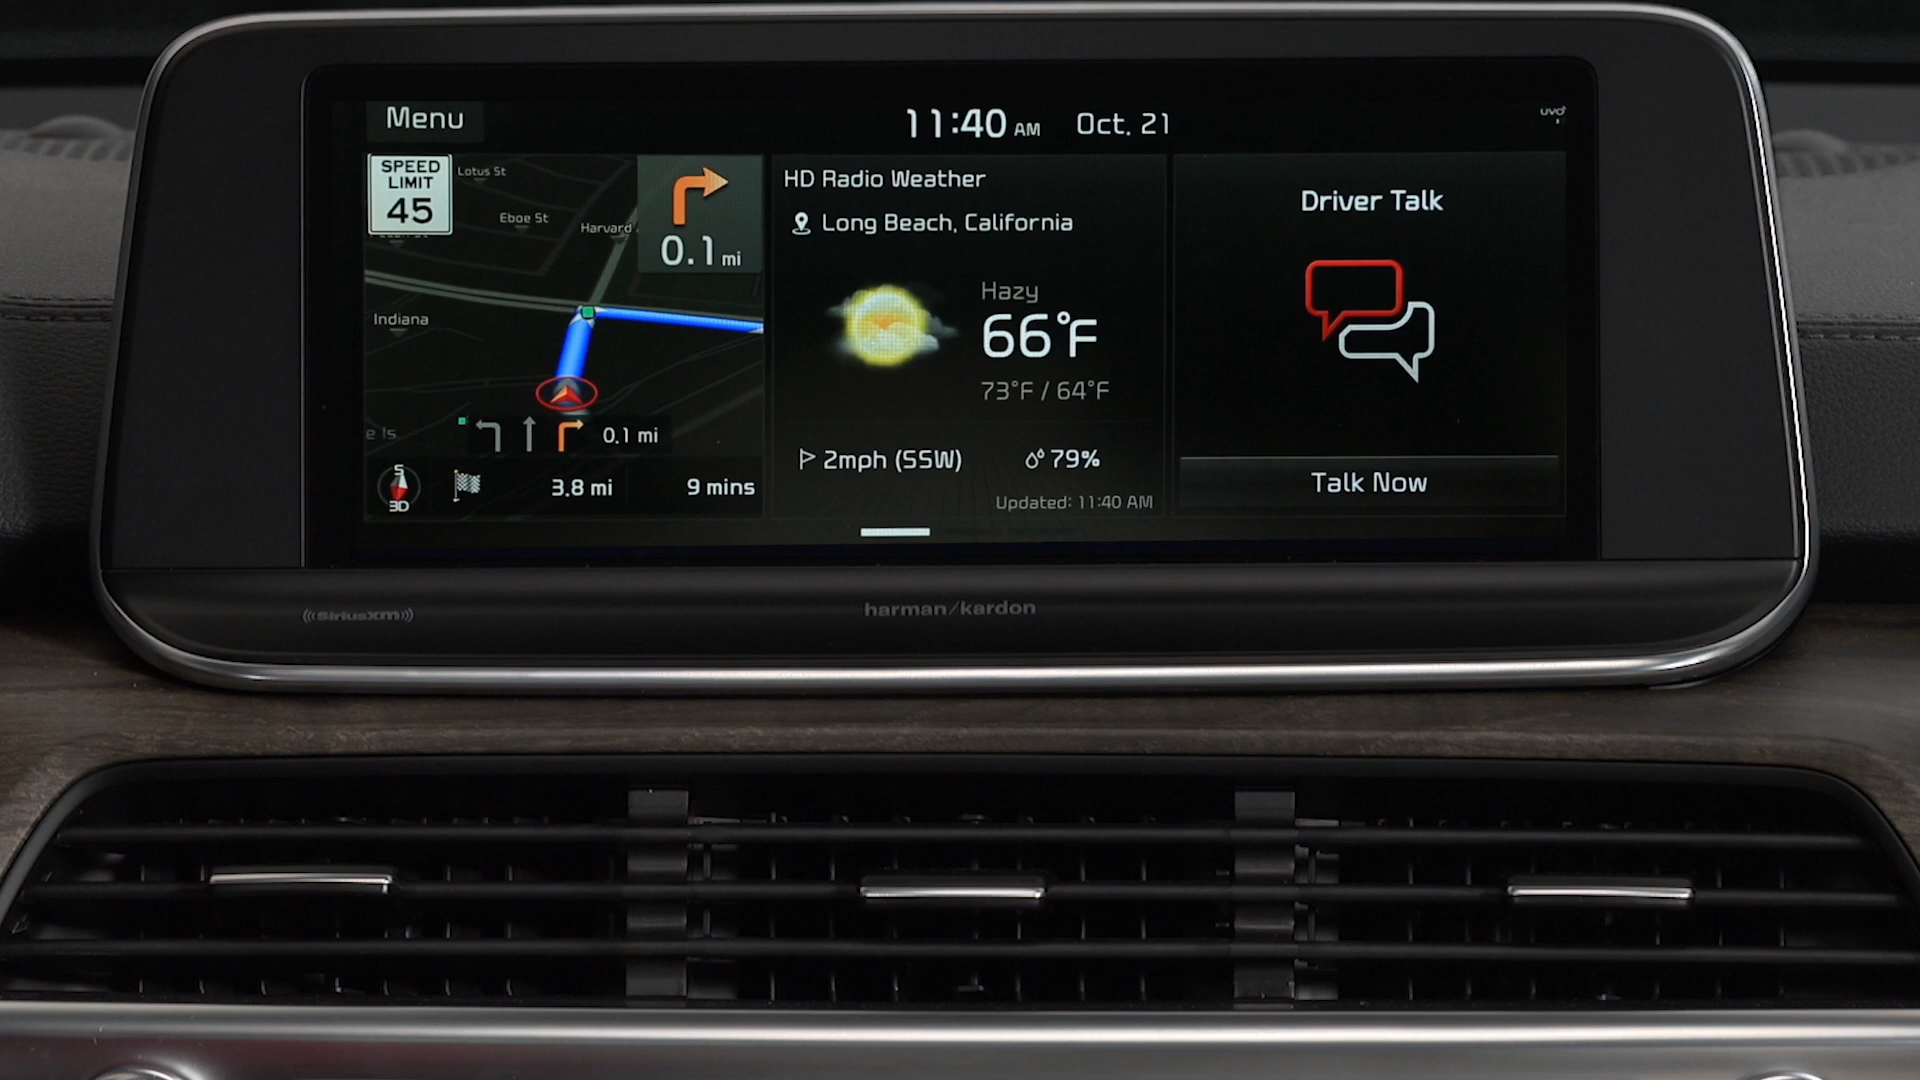 Menu
11:40 AM Oct. 21
uvo
SPEED
LIMIT
45
Lotus St
Eboe St
Harvard
0.1 mi
Indiana
e Is
0.1 mi
S
3D
3.8 mi
9 mins
HD Radio Weather
Long Beach, California
Hazy
66°F
73°F / 64°F
2mph (SSW)
79%
Updated: 11:40 AM
Driver Talk
Talk Now
((SiriusXM))
harman/kardon